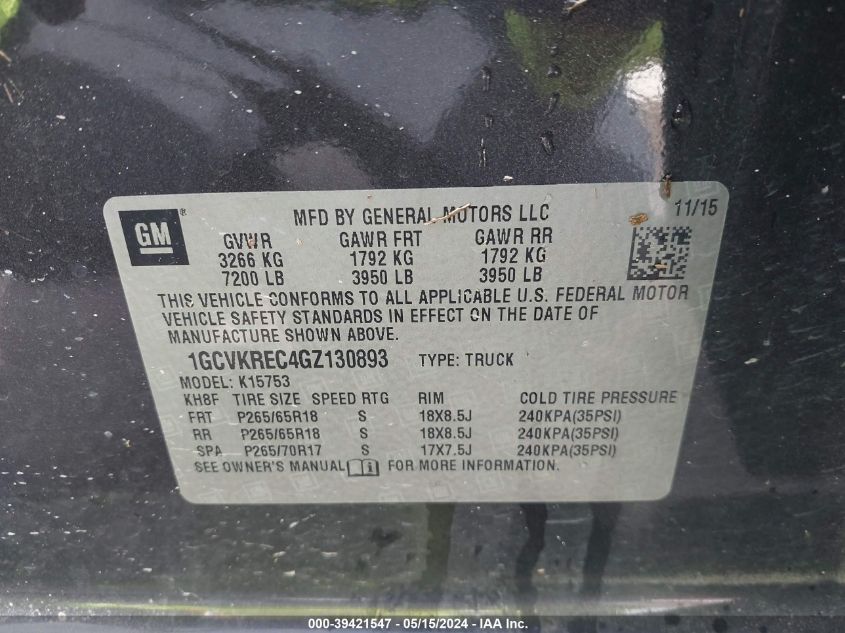 GM ® MFD BY GENERAL MOTORS LLC 11/15
GVWR GAWR FRT GAWR RR
3266 KG 1792 KG 1792 KG
7200 LB 3950 LB 3950 LB
THIS VEHICLE CONFORMS TO ALL APPLICABLE U.S. FEDERAL MOTOR
VEHICLE SAFETY STANDARDS IN EFFECT ON THE DATE OF
MANUFACTURE SHOWN ABOVE.
1GCVKREC4GZ130893 TYPE: TRUCK
MODEL: K15753
KH8F TIRE SIZE SPEED RTG RIM COLD TIRE PRESSURE
FRT P265/65R18 S 18X8.5J 240KPA(35PSI)
RR P265/65R18 S 18X8.5J 240KPA(35PSI)
SPA P265/70R17 S 17X7.5J 240KPA(35PSI)
SEE OWNER'S MANUAL FOR MORE INFORMATION.
000-39421547 - 05/15/2024 - IAA Inc.